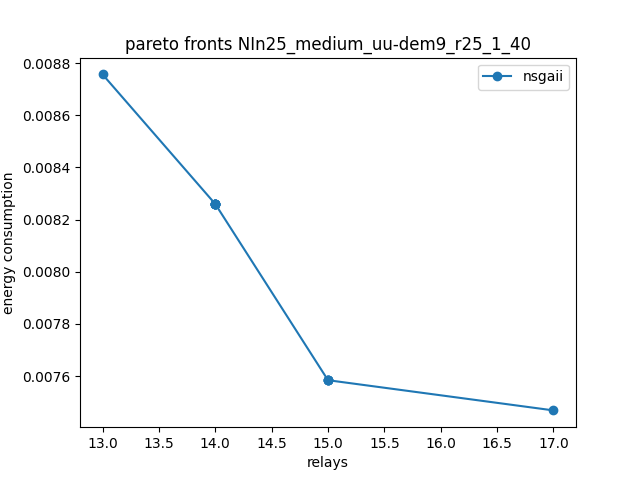 pareto fronts NIn25_medium_uu-dem9_r25_1_40
nsgaii
energy consumption
0.0088
0.0086
0.0084
0.0082
0.0080
0.0078
0.0076
13.0 13.5 14.0 14.5 15.0 15.5 16.0 16.5 17.0
relays